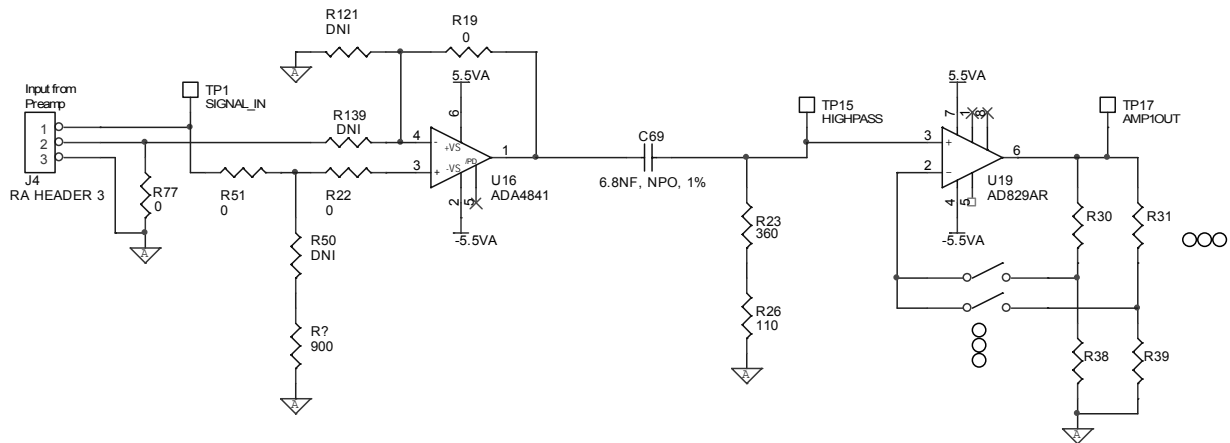 R121
DNI
R19
0
A
5.5VA
Input from
Preamp
TP1
SIGNAL_IN
1
2
3
J4
RA HEADER 3
R77
0
A
R139
DNI
R51
0
R22
0
4
3
6
-
+
+VS
-VS
/PD
2
5
1
U16
ADA4841
-5.5VA
R50
DNI
R?
900
A
C69
6.8NF, NPO, 1%
TP15
HIGHPASS
R23
360
R26
110
A
5.5VA
7
1
8
3
2
+
-
6
4
5
U19
AD829AR
-5.5VA
TP17
AMP1OUT
R30
R31
R38
R39
A